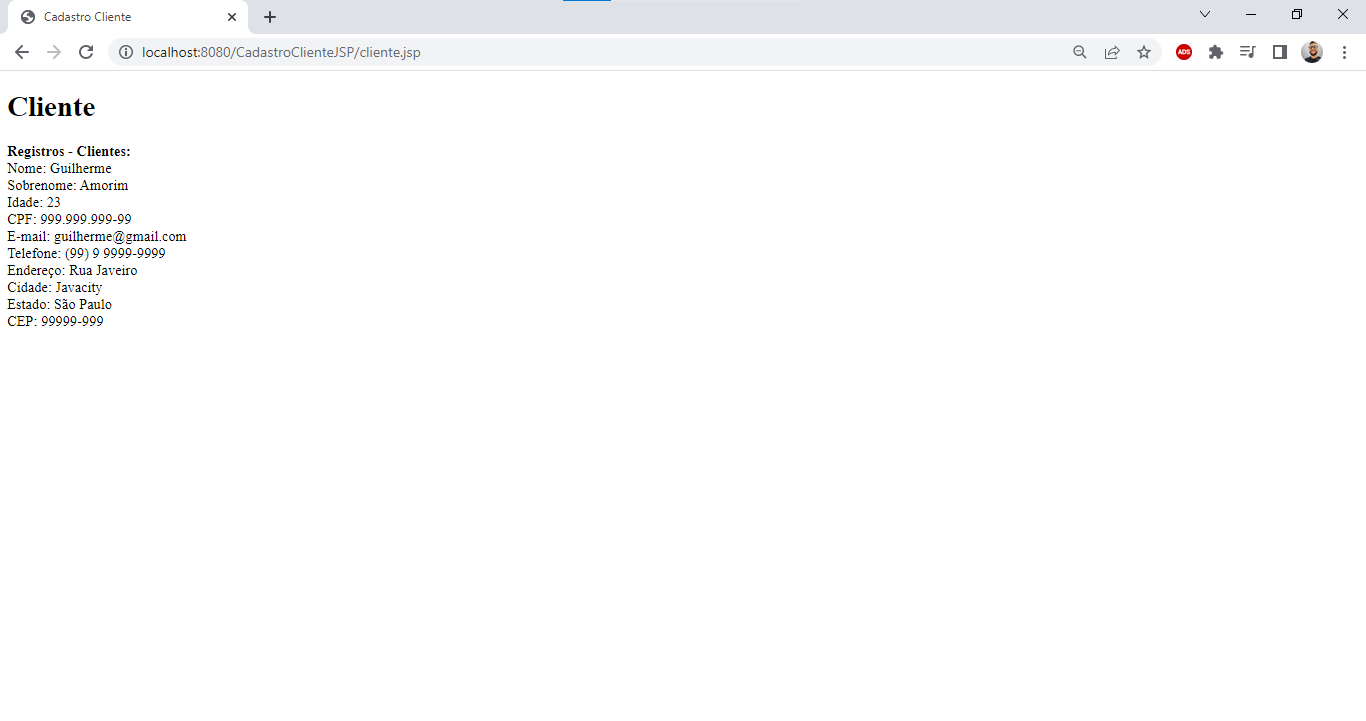 Cadastro Cliente
localhost:8080/CadastroClienteJSP/cliente.jsp
ADS
Cliente
Registros - Clientes:
Nome: Guilherme
Sobrenome: Amorim
Idade: 23
CPF: 999.999.999-99
E-mail: guilherme@gmail.com
Telefone: (99) 9 9999-9999
Endereço: Rua Javeiro
Cidade: Javacity
Estado: São Paulo
CEP: 99999-999